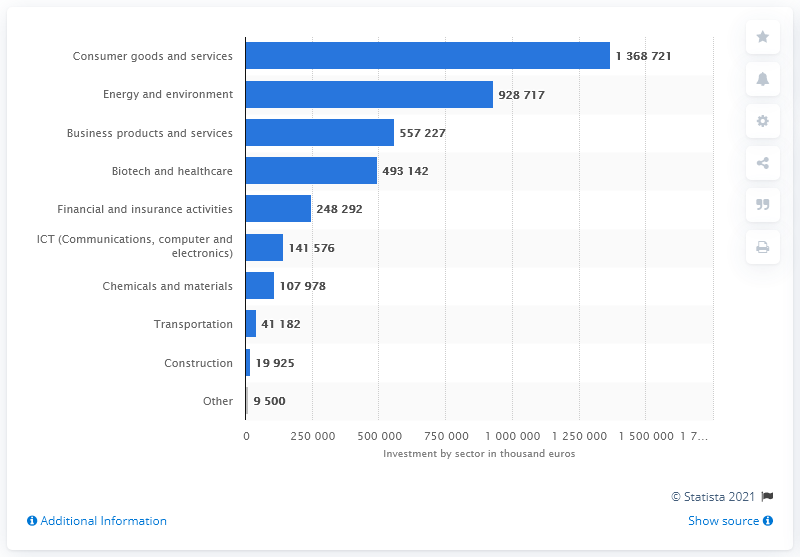 Consumer goods and services 1 368 721
Energy and environment 928 717
Business products and services 557 227
Biotech and healthcare 493 142
Financial and insurance activities 248 292
ICT (Communications, computer and
electronics) 141 576
Chemicals and materials 107 978
Transportation 41 182
Construction 19 925
Other 9 500
0 250 000 500 000 750 000 1 000 000 1 250 000 1 500 000 1 7...
Investment by sector in thousand euros
© Statista 2021
Additional Information
Show source